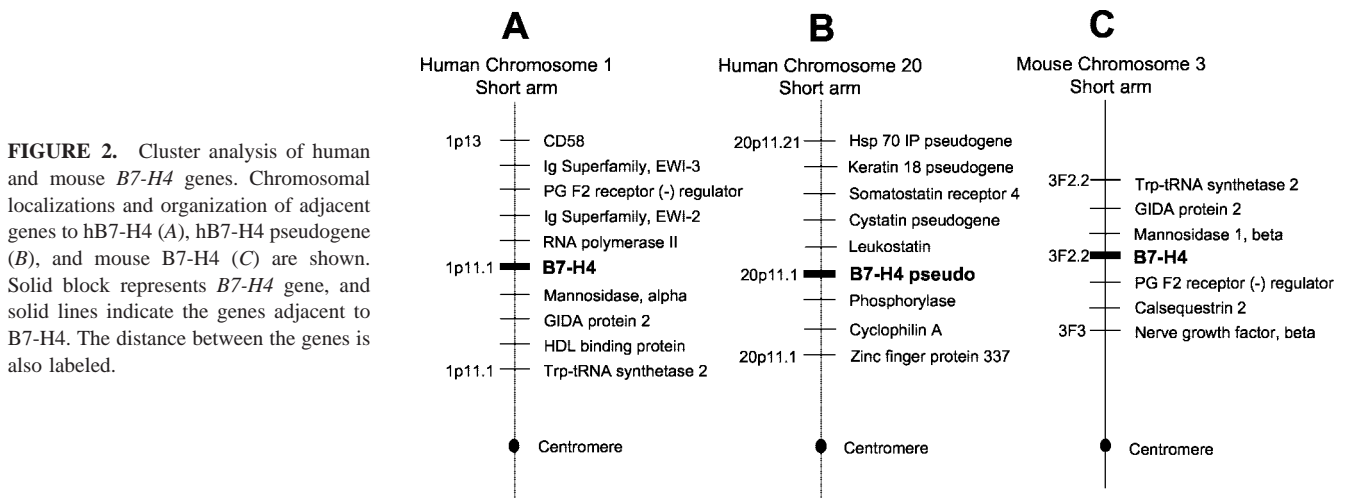 FIGURE 2. Cluster analysis of human
and mouse B7-H4 genes. Chromosomal
localizations and organization of adjacent
genes to hB7-H4 (A), hB7-H4 pseudogene
(B), and mouse B7-H4 (C) are shown.
Solid block represents B7-H4 gene, and
solid lines indicate the genes adjacent to
B7-H4. The distance between the genes is
also labeled.
A
Human Chromosome 1
Short arm
1p13 CD58
Ig Superfamily, EWI-3
PG F2 receptor (-) regulator
Ig Superfamily, EWI-2
RNA polymerase II
1p11.1 B7-H4
Mannosidase, alpha
GIDA protein 2
HDL binding protein
1p11.1 Trp-tRNA synthetase 2
Centromere
B
Human Chromosome 20
Short arm
20p11.21 Hsp 70 IP pseudogene
Keratin 18 pseudogene
Somatostatin receptor 4
Cystatin pseudogene
Leukostatin
20p11.1 B7-H4 pseudo
Phosphorylase
Cyclophilin A
20p11.1 Zinc finger protein 337
Centromere
C
Mouse Chromosome 3
Short arm
3F2.2 Trp-tRNA synthetase 2
GIDA protein 2
Mannosidase 1, beta
3F2.2 B7-H4
PG F2 receptor (-) regulator
Calsequestrin 2
3F3 Nerve growth factor, beta
Centromere